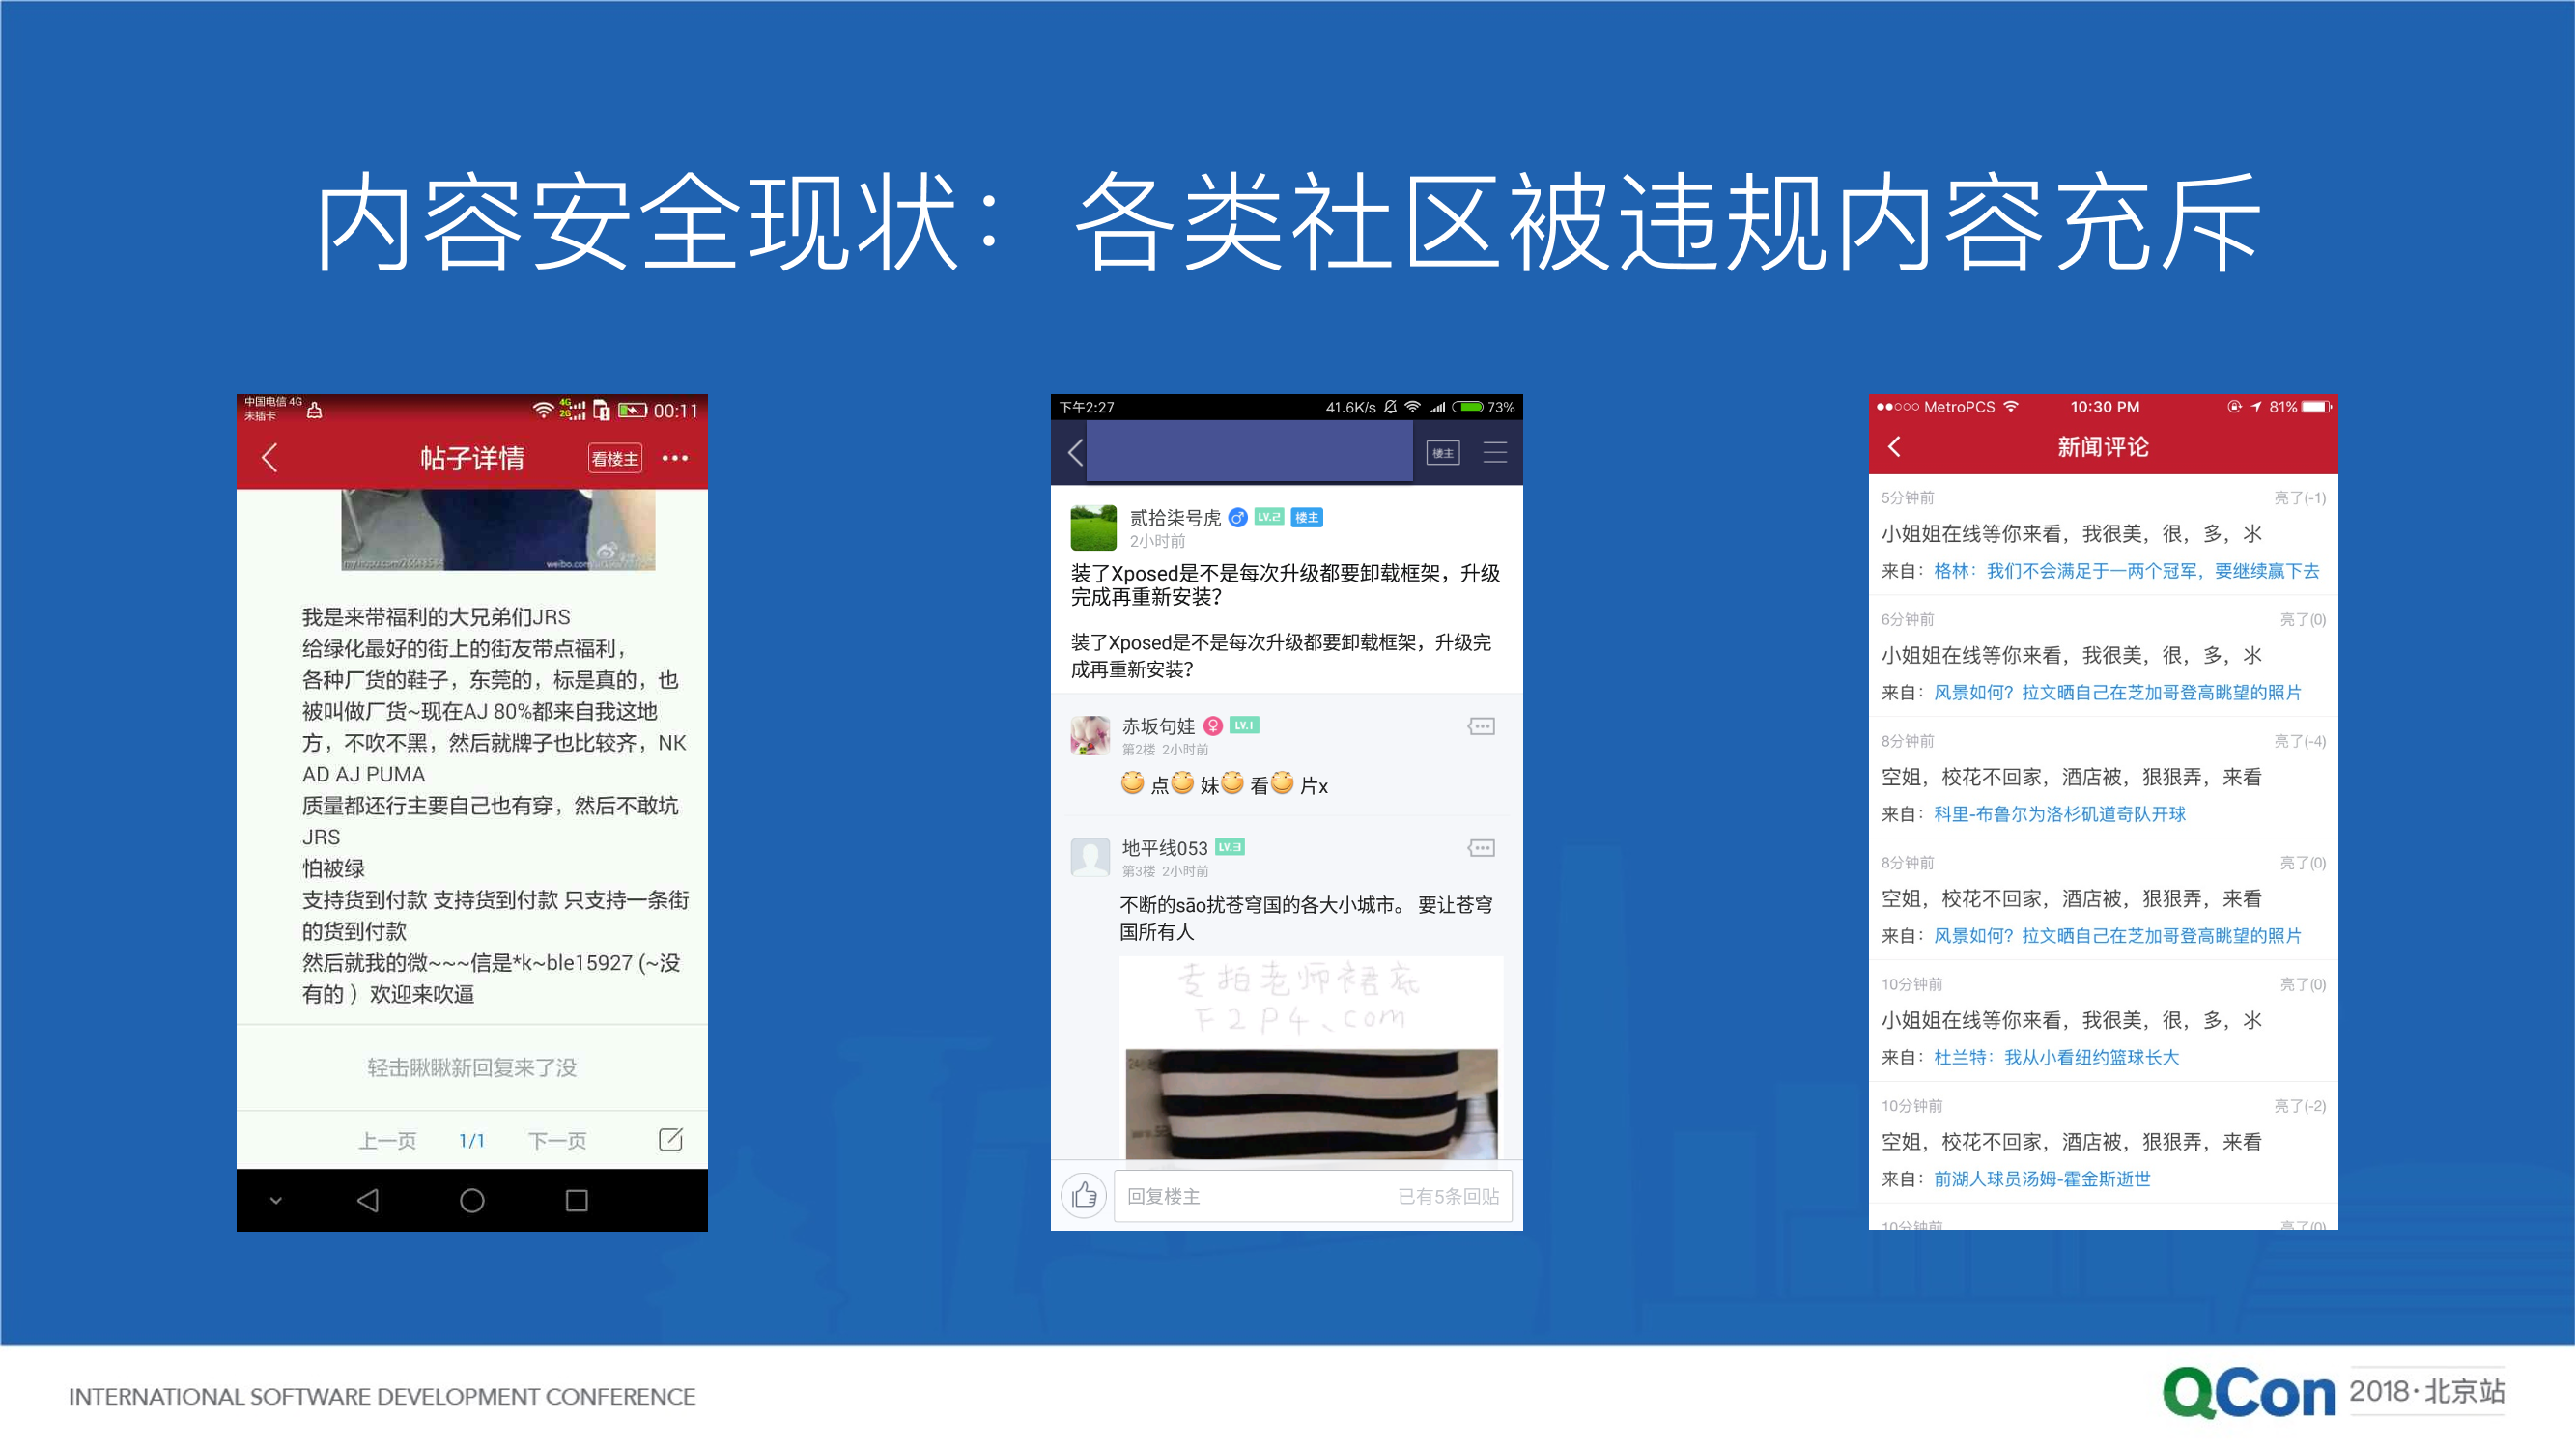 内容安全现状：各类社区被违规内容充斥
中国电信 4G
未插卡
4G
2G
00:11
帖子详情
看楼主
weibo.com
我是来带福利的大兄弟们JRS
给绿化最好的街上的街友带点福利，
各种厂货的鞋子，东莞的，标是真的，也
被叫做厂货~现在AJ 80%都来自我这地
方，不吹不黑，然后就牌子也比较齐，NK
AD AJ PUMA
质量都还行主要自己也有穿，然后不敢坑
JRS
怕被绿
支持货到付款 支持货到付款 只支持一条街
的货到付款
然后就我的微~~~信是*k~ble15927 (~没
有的 ）欢迎来吹逼
轻击瞅瞅新回复来了没
上一页 1/1 下一页
下午2:27 41.6K/s 73%
楼主
贰拾柒号虎 LV.2 楼主
2小时前
装了Xposed是不是每次升级都要卸载框架，升级
完成再重新安装？
装了Xposed是不是每次升级都要卸载框架，升级完
成再重新安装？
赤坂句娃 LV.1
第2楼 2小时前
点 妹 看 片x
地平线053 LV.3
第3楼 2小时前
不断的sāo扰苍穹国的各大小城市。 要让苍穹
国所有人
专拍老师裙底
F2P4、com
回复楼主 已有5条回贴
MetroPCS 10:30 PM 81%
新闻评论
5分钟前 亮了(-1)
小姐姐在线等你来看，我很美，很，多，氺
来自：格林：我们不会满足于一两个冠军，要继续赢下去
6分钟前 亮了(0)
小姐姐在线等你来看，我很美，很，多，氺
来自：风景如何？拉文晒自己在芝加哥登高眺望的照片
8分钟前 亮了(-4)
空姐，校花不回家，酒店被，狠狠弄，来看
来自：科里-布鲁尔为洛杉矶道奇队开球
8分钟前 亮了(0)
空姐，校花不回家，酒店被，狠狠弄，来看
来自：风景如何？拉文晒自己在芝加哥登高眺望的照片
10分钟前 亮了(0)
小姐姐在线等你来看，我很美，很，多，氺
来自：杜兰特：我从小看纽约篮球长大
10分钟前 亮了(-2)
空姐，校花不回家，酒店被，狠狠弄，来看
来自：前湖人球员汤姆-霍金斯逝世
10分钟前 亮了(0)
INTERNATIONAL SOFTWARE DEVELOPMENT CONFERENCE
QCon 2018·北京站